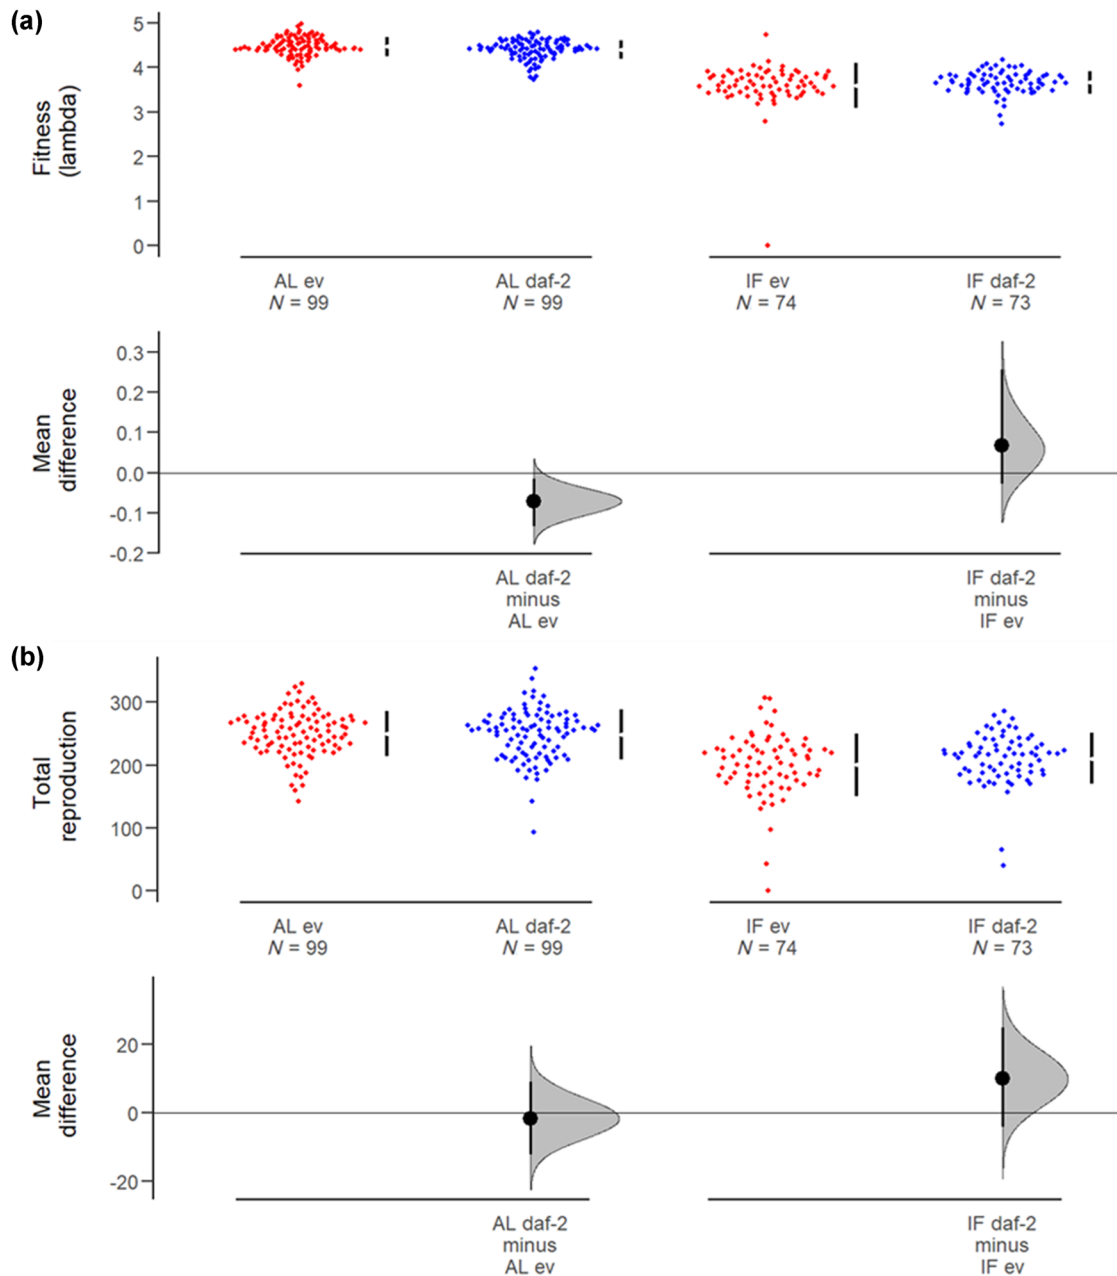 (a)
Fitness
(lambda)
5
4
3
2
1
0
AL ev
N = 99
AL daf-2
N = 99
IF ev
N = 74
IF daf-2
N = 73
Mean
difference
0.3
0.2
0.1
0.0
-0.1
-0.2
AL daf-2
minus
AL ev
IF daf-2
minus
IF ev
(b)
Total
reproduction
300
200
100
0
AL ev
N = 99
AL daf-2
N = 99
IF ev
N = 74
IF daf-2
N = 73
Mean
difference
20
0
-20
AL daf-2
minus
AL ev
IF daf-2
minus
IF ev